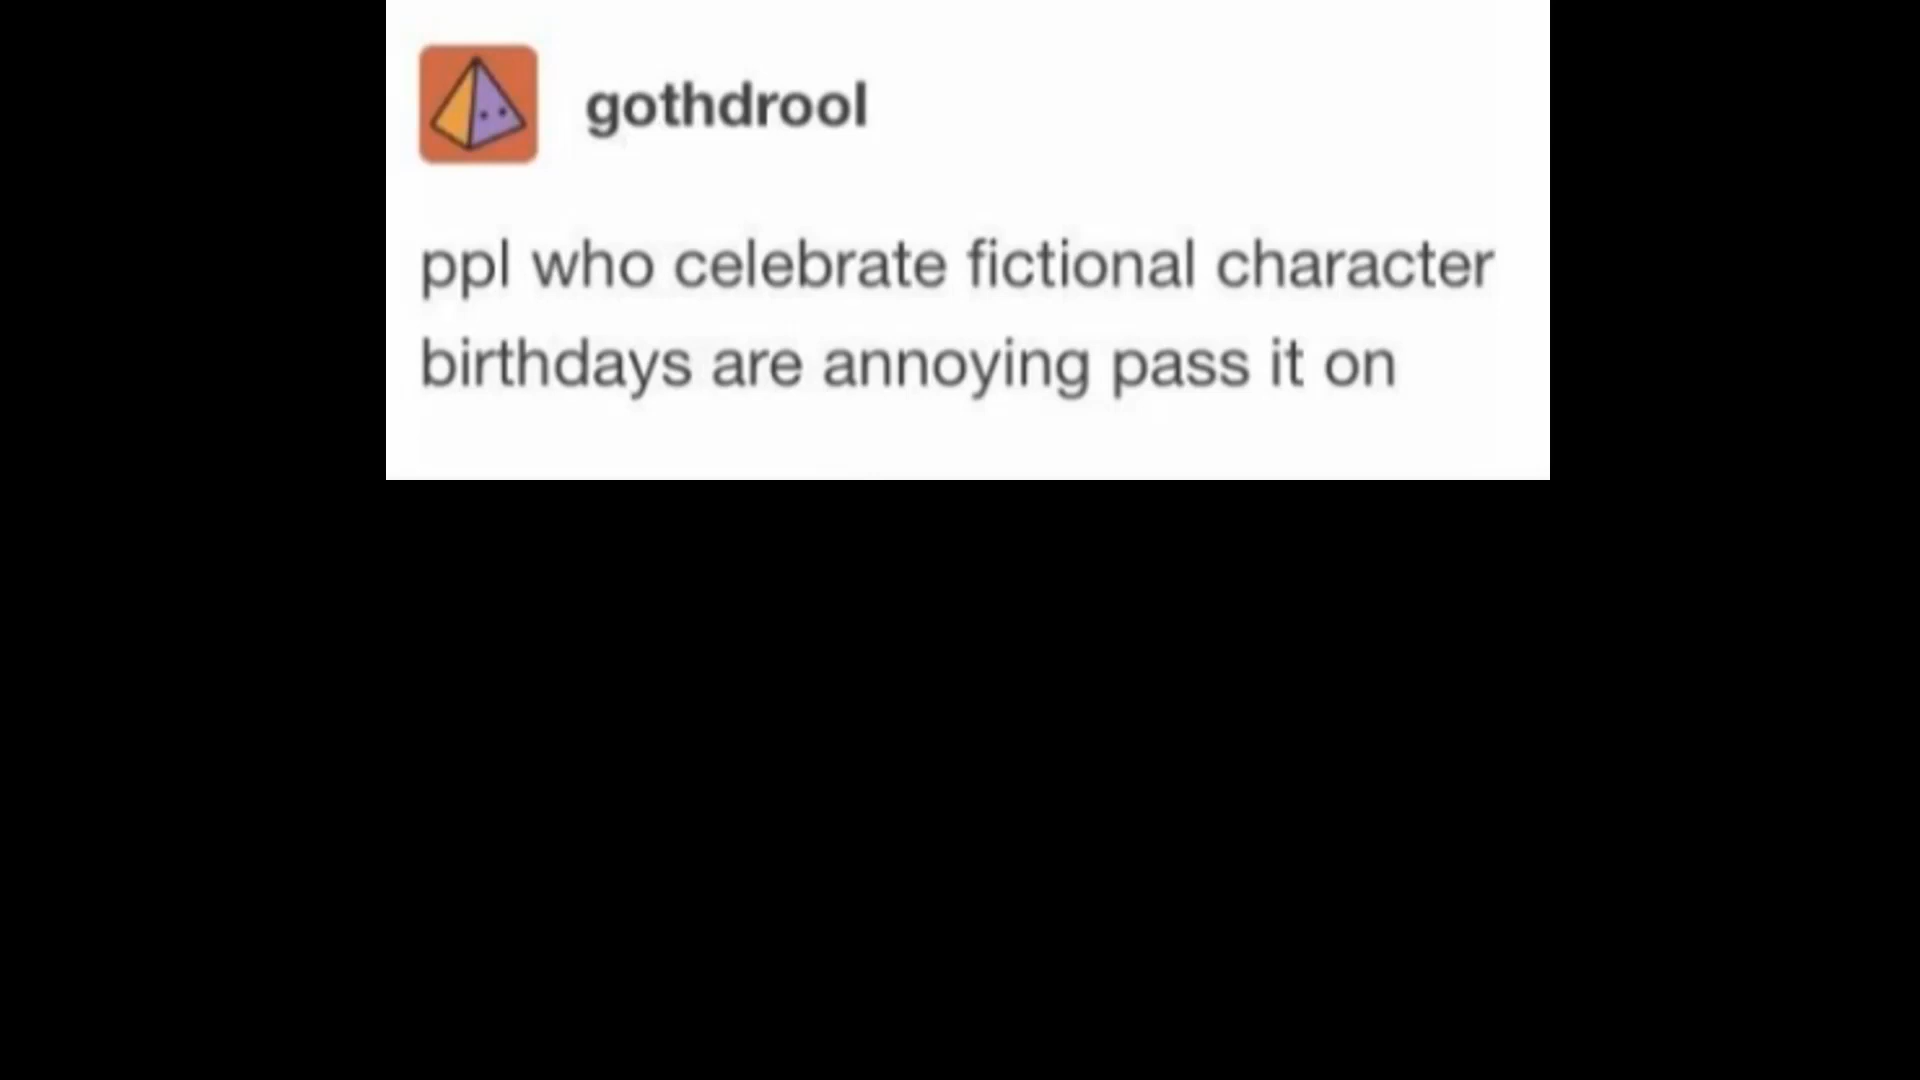 gothdrool
ppl who celebrate fictional character
birthdays are annoying pass it on